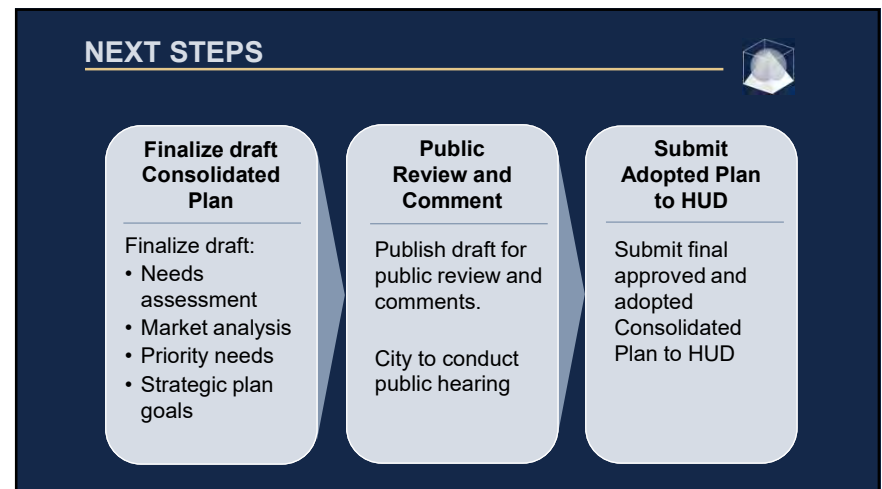 NEXT STEPS
Finalize draft
Consolidated
Plan
Finalize draft:
• Needs
assessment
• Market analysis
• Priority needs
• Strategic plan
goals
Public
Review and
Comment
Publish draft for
public review and
comments.
City to conduct
public hearing
Submit
Adopted Plan
to HUD
Submit final
approved and
adopted
Consolidated
Plan to HUD